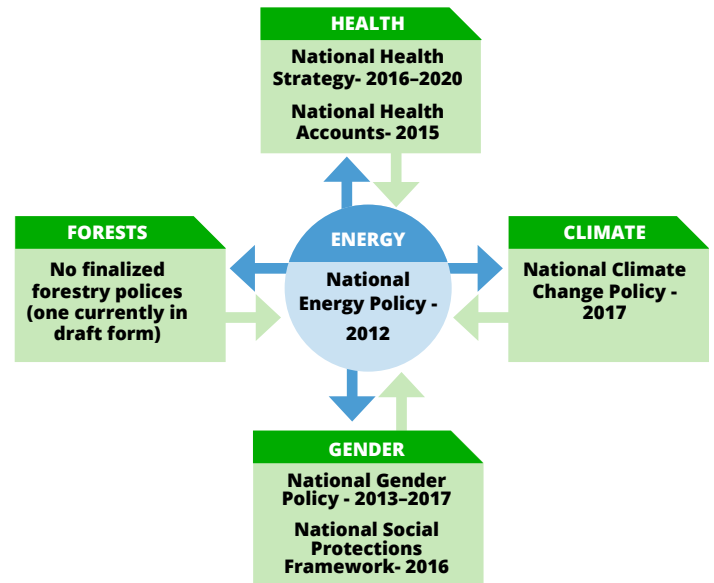 HEALTH
National Health
Strategy- 2016–2020
National Health
Accounts- 2015
FORESTS
No finalized
forestry polices
(one currently in
draft form)
ENERGY
National
Energy Policy -
2012
CLIMATE
National Climate
Change Policy -
2017
GENDER
National Gender
Policy - 2013–2017
National Social
Protections
Framework- 2016